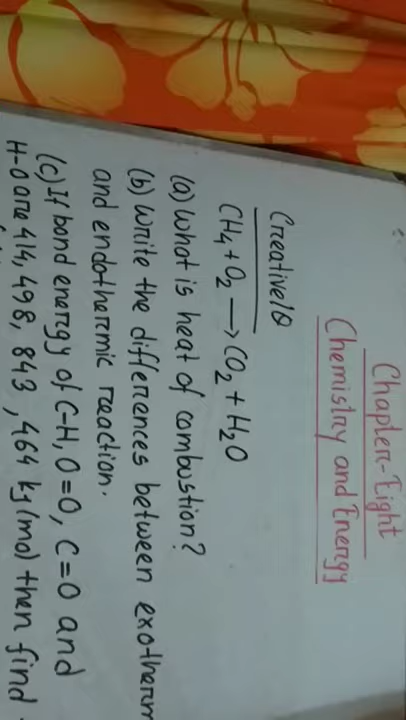 Chapter-Eight
Chemistry and Energy
Creative 1Q
CH₄ + O₂ → CO₂ + H₂O
(a) What is heat of combustion?
(b) Write the differences between exotherm
and endothermic reaction.
(c) If bond energy of C-H, O=O, C=O and
H-O are 414, 498, 843, 464 kj/mol then find